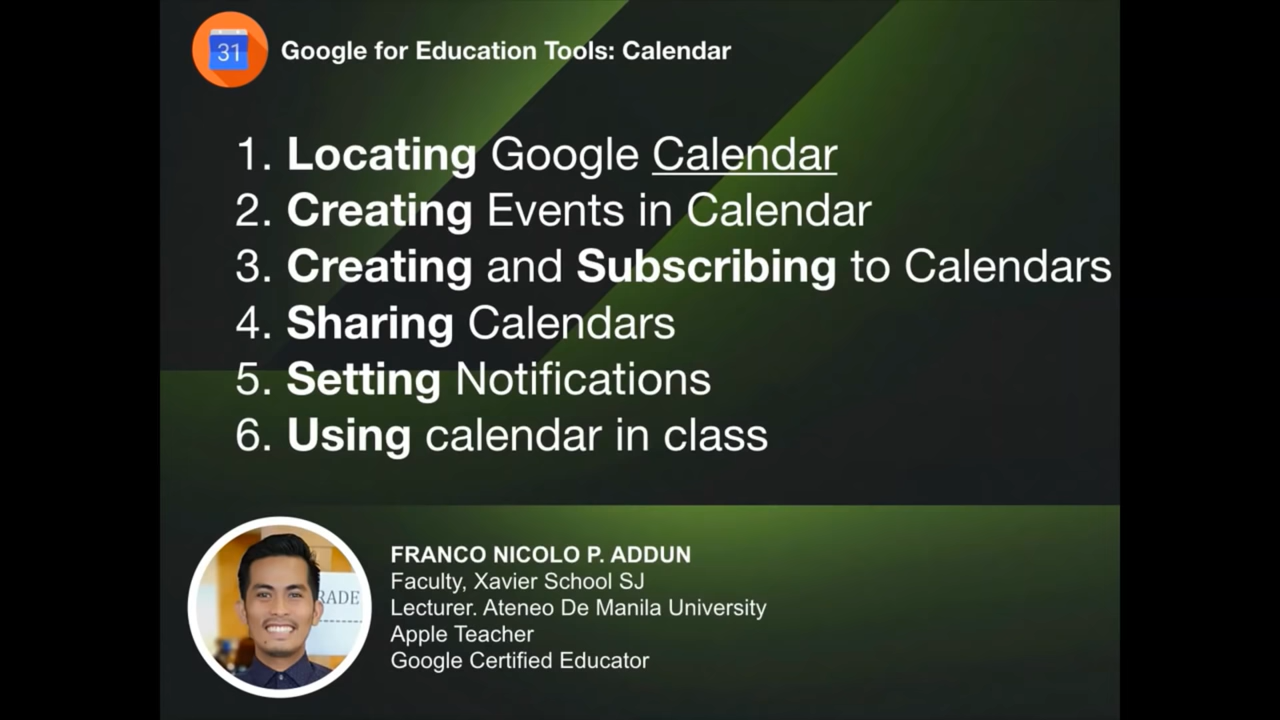 31
Google for Education Tools: Calendar
1. Locating Google Calendar
2. Creating Events in Calendar
3. Creating and Subscribing to Calendars
4. Sharing Calendars
5. Setting Notifications
6. Using calendar in class
RADE
FRANCO NICOLO P. ADDUN
Faculty, Xavier School SJ
Lecturer. Ateneo De Manila University
Apple Teacher
Google Certified Educator